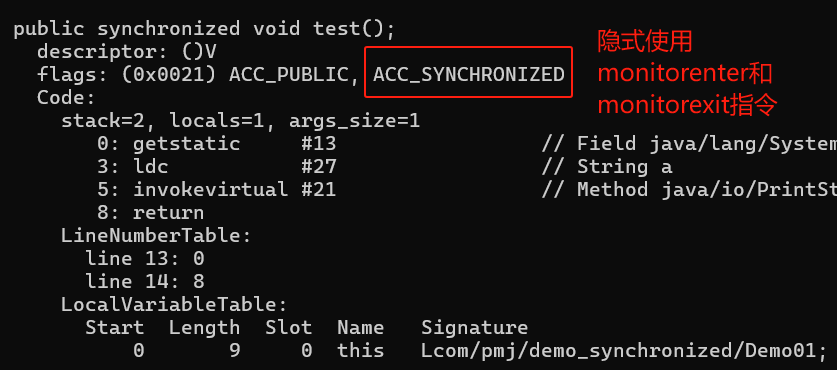 public synchronized void test();
descriptor: ()V
flags: (0x0021) ACC_PUBLIC, ACC_SYNCHRONIZED
隐式使用
monitorenter和
monitorexit指令
Code:
stack=2, locals=1, args_size=1
0: getstatic #13 // Field java/lang/System
3: ldc #27 // String a
5: invokevirtual #21 // Method java/io/PrintSt
8: return
LineNumberTable:
line 13: 0
line 14: 8
LocalVariableTable:
Start Length Slot Name Signature
0 9 0 this Lcom/pmj/demo_synchronized/Demo01;